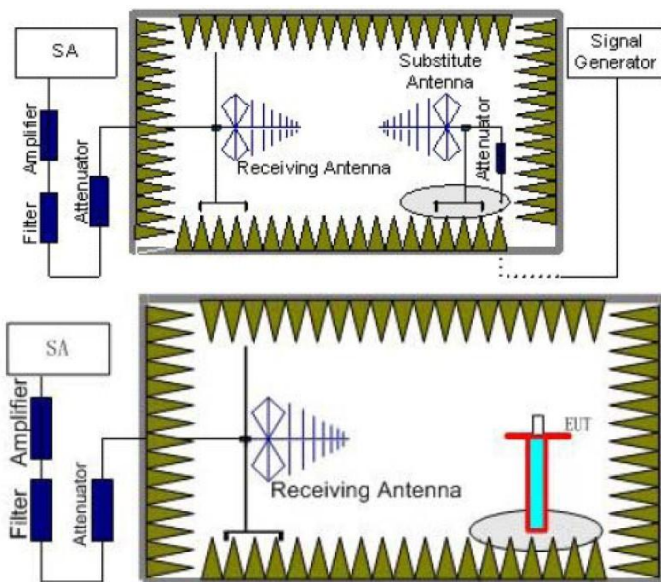 SA
Signal
Generator
Substitute
Antenna
Amplifier
Attenuator
Attenuator
Filter
Receiving Antenna
SA
Amplifier
EUT
Filter
Attenuator
Receiving Antenna